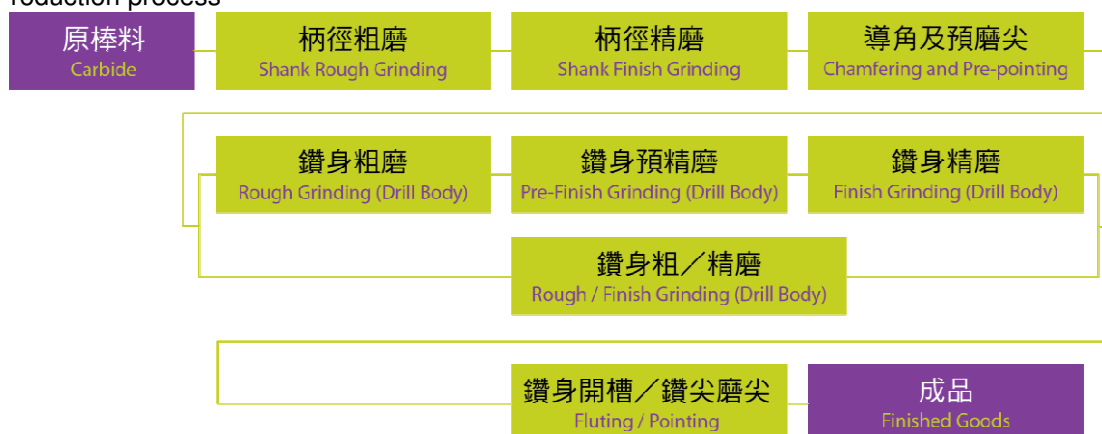 roduction process
原棒料
Carbide
柄徑粗磨
Shank Rough Grinding
柄徑精磨
Shank Finish Grinding
導角及預磨尖
Chamfering and Pre-pointing
鑽身粗磨
Rough Grinding (Drill Body)
鑽身預精磨
Pre-Finish Grinding (Drill Body)
鑽身精磨
Finish Grinding (Drill Body)
鑽身粗／精磨
Rough / Finish Grinding (Drill Body)
鑽身開槽／鑽尖磨尖
Fluting / Pointing
成品
Finished Goods